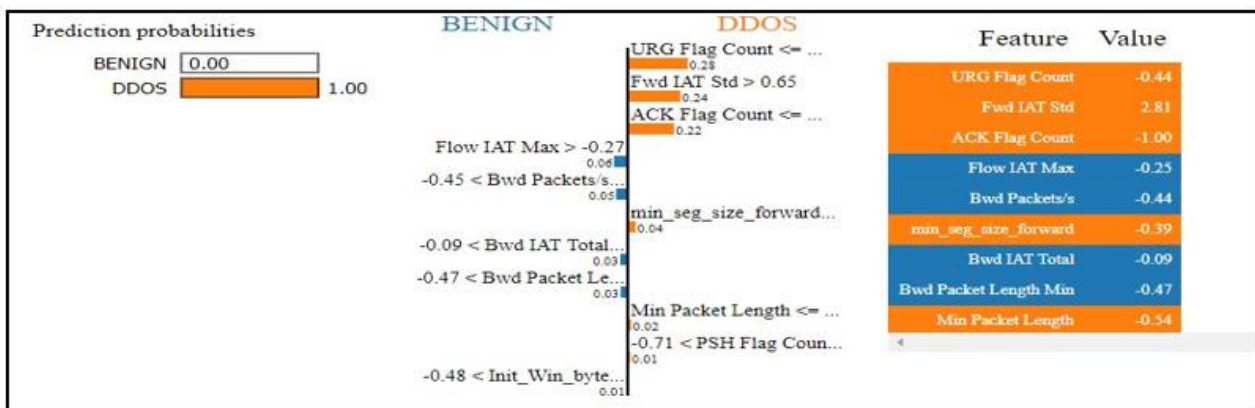 Prediction probabilities
BENIGN 0.00
DDOS 1.00
BENIGN DDOS
URG Flag Count <= ...
0.28
Fwd IAT Std > 0.65
0.24
ACK Flag Count <= ...
0.22
Flow IAT Max > -0.27
0.06
-0.45 < Bwd Packets/s...
0.05
min_seg_size_forward...
0.04
-0.09 < Bwd IAT Total...
0.03
-0.47 < Bwd Packet Le...
0.03
Min Packet Length <= ...
0.02
-0.71 < PSH Flag Coun...
0.01
-0.48 < Init_Win_byte...
0.01
Feature Value
URG Flag Count -0.44
Fwd IAT Std 2.81
ACK Flag Count -1.00
Flow IAT Max -0.25
Bwd Packets/s -0.44
min_seg_size_forward -0.39
Bwd IAT Total -0.09
Bwd Packet Length Min -0.47
Min Packet Length -0.54